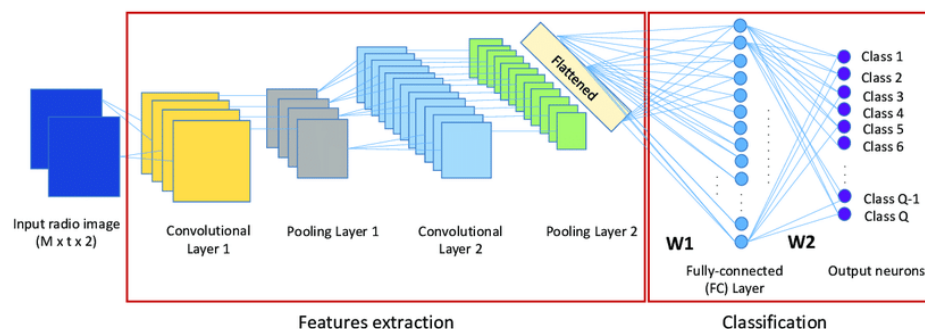 Flattened
Class 1
Class 2
Class 3
Class 4
Class 5
Class 6
Class Q-1
Class Q
Input radio image
(M x t x 2)
Convolutional
Layer 1
Pooling Layer 1
Convolutional
Layer 2
Pooling Layer 2
W1
W2
Fully-connected
(FC) Layer
Output neurons
Features extraction
Classification